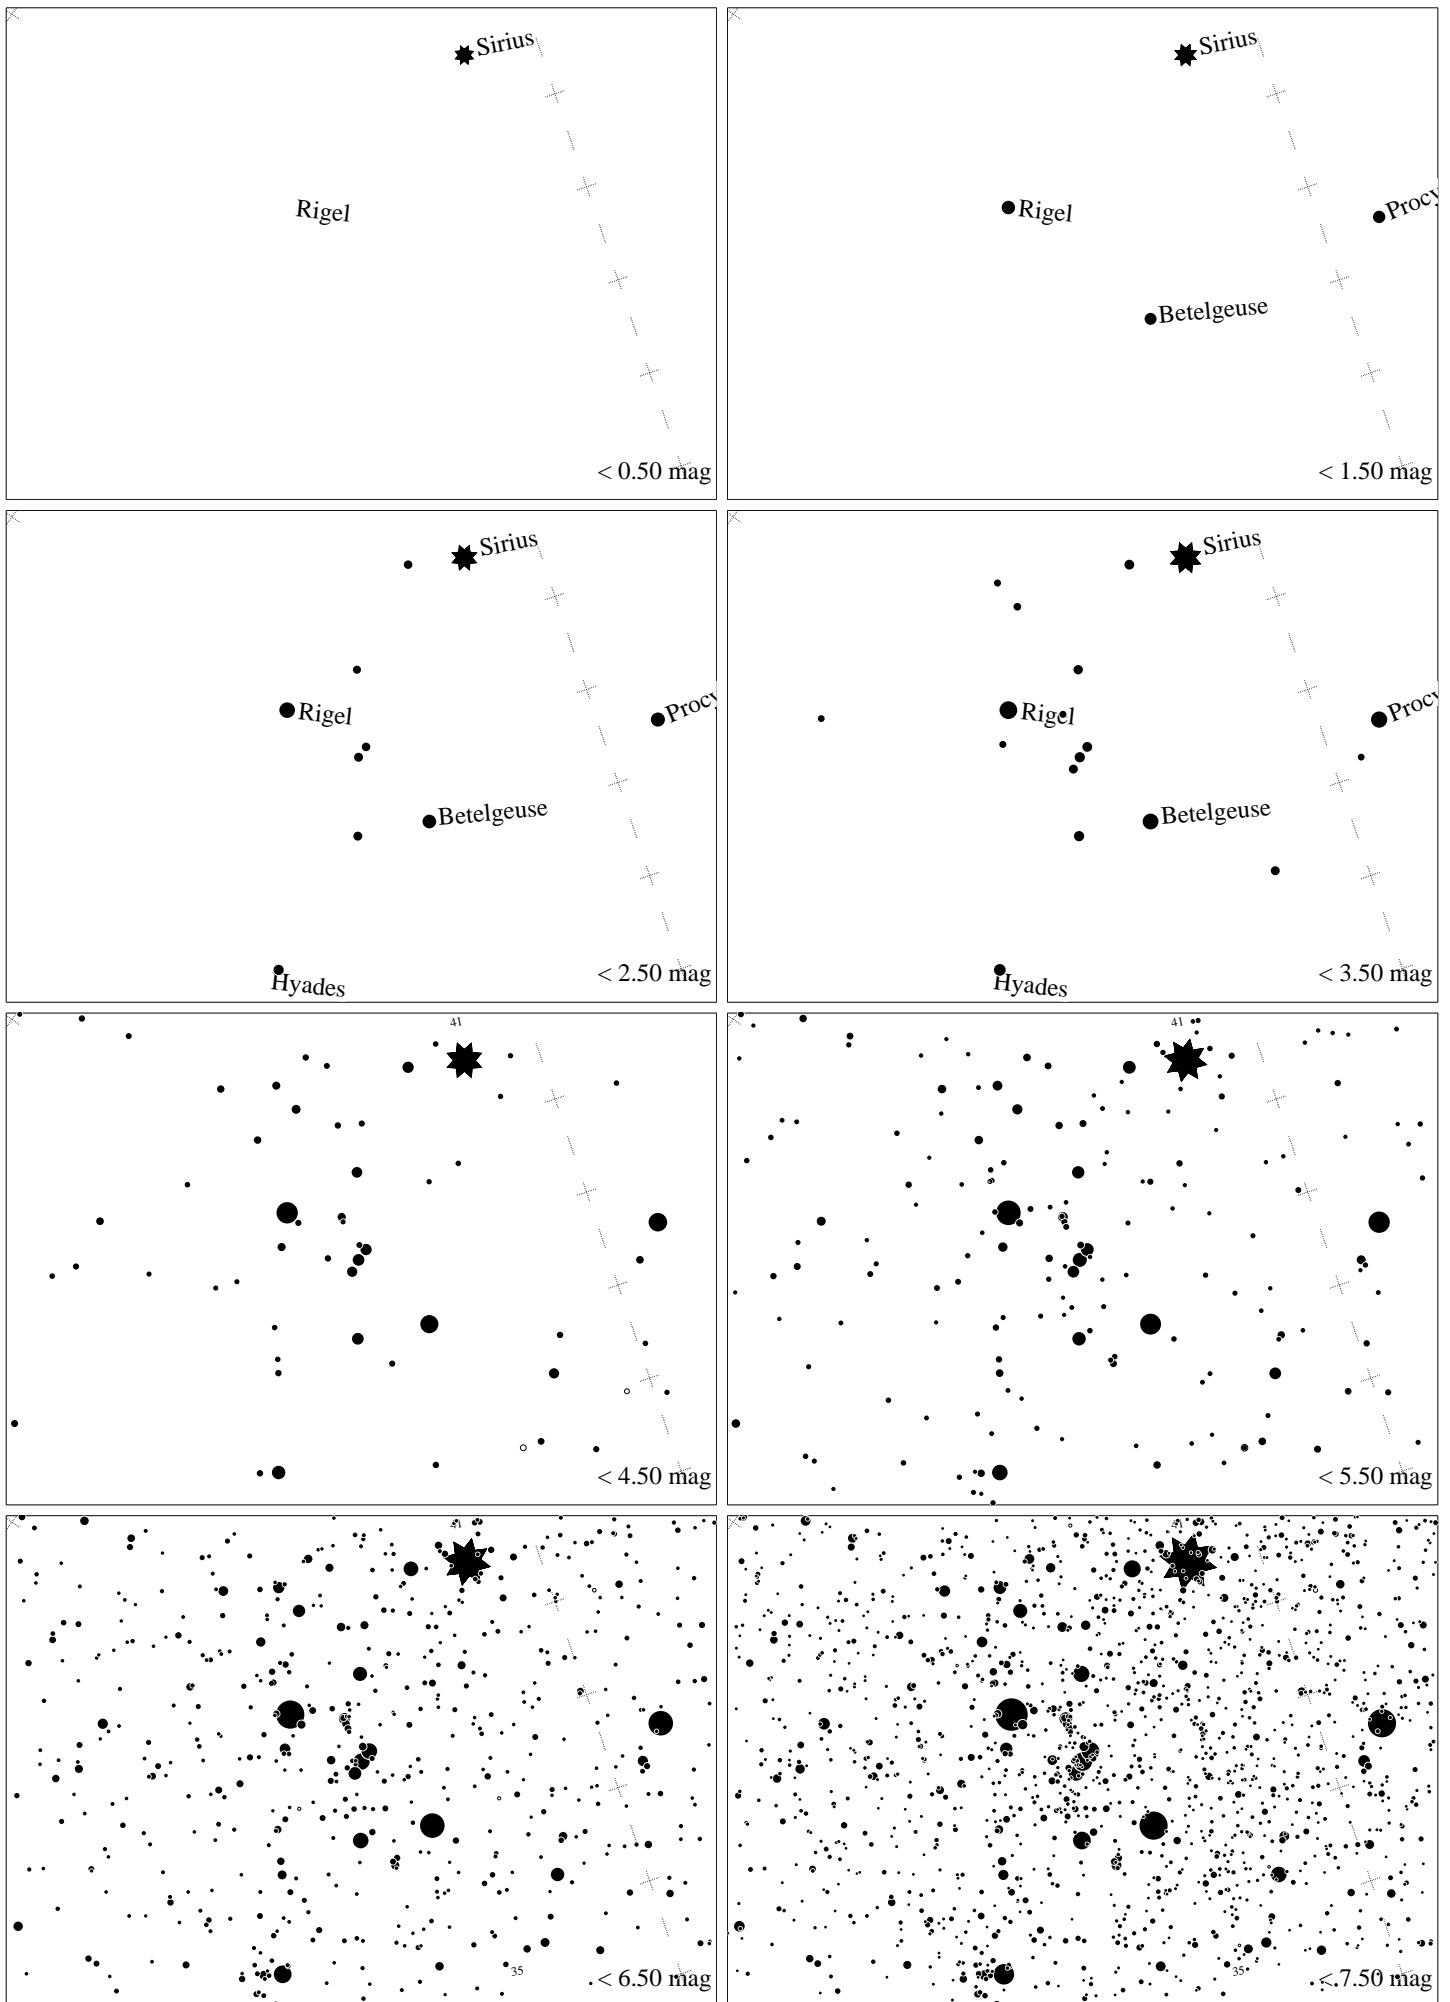 Sirius
Rigel
< 0.50 mag
Sirius
Rigel
Procy
Betelgeuse
< 1.50 mag
Sirius
Rigel
Procy
Betelgeuse
Hyades
< 2.50 mag
Sirius
Rigel
Procy
Betelgeuse
Hyades
< 3.50 mag
41
< 4.50 mag
41
< 5.50 mag
41
35
< 6.50 mag
41
35
< 7.50 mag